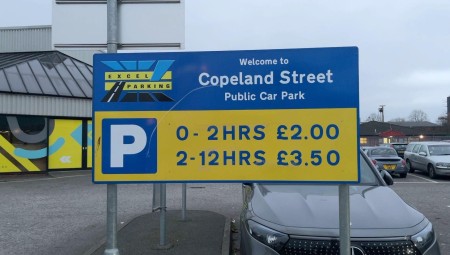 EXCEL
PARKING
Welcome to
Copeland Street
Public Car Park
P
0 - 2HRS £2.00
2-12HRS £3.50